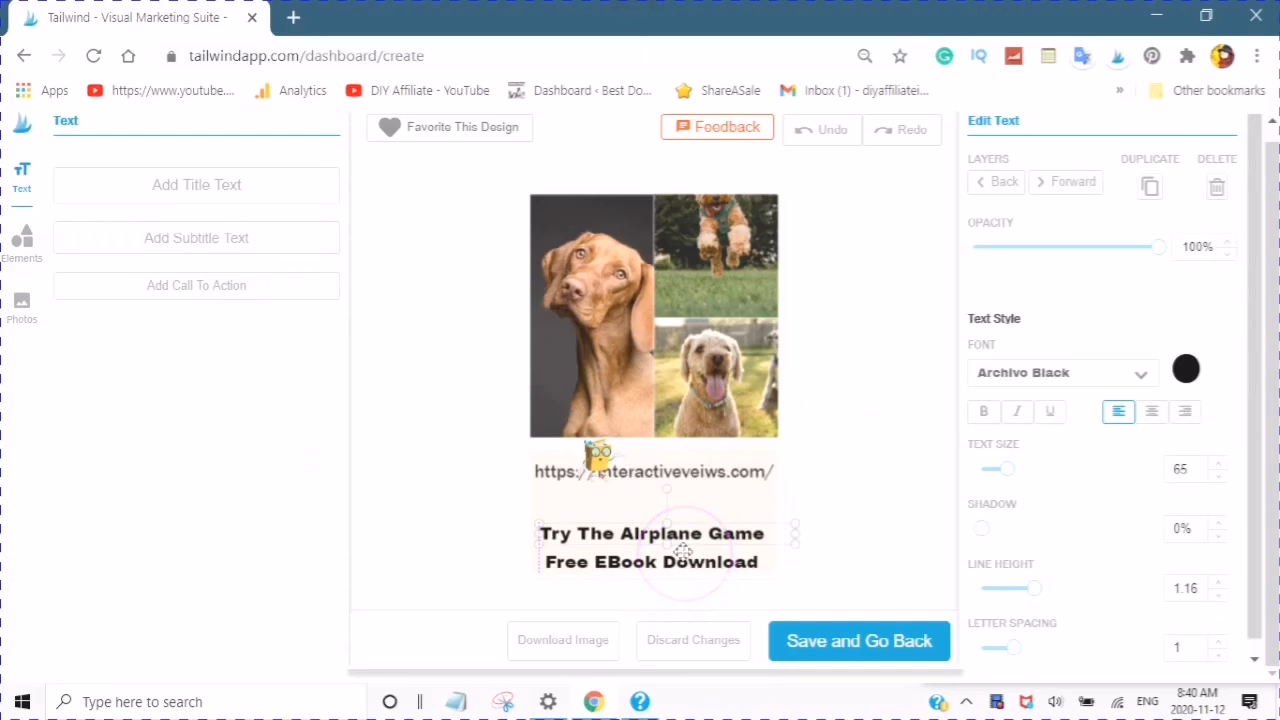 Tailwind - Visual Marketing Suite -
tailwindapp.com/dashboard/create
Apps
https://www.youtube....
Analytics
DIY Affiliate - YouTube
Dashboard ‹ Best Do...
ShareASale
Inbox (1) - diyaffiliatei...
»
Other bookmarks
Text
Favorite This Design
Feedback
Undo
Redo
Edit Text
Text
Elements
Photos
Add Title Text
Add Subtitle Text
Add Call To Action
LAYERS
DUPLICATE
DELETE
Back
Forward
OPACITY
100%
Text Style
FONT
Archivo Black
B
I
U
TEXT SIZE
65
SHADOW
0%
LINE HEIGHT
1.16
LETTER SPACING
1
https://interactiveveiws.com/
Try The AIrplane Game
Free EBook Download
Download Image
Discard Changes
Save and Go Back
Type here to search
ENG
8:40 AM
2020-11-12